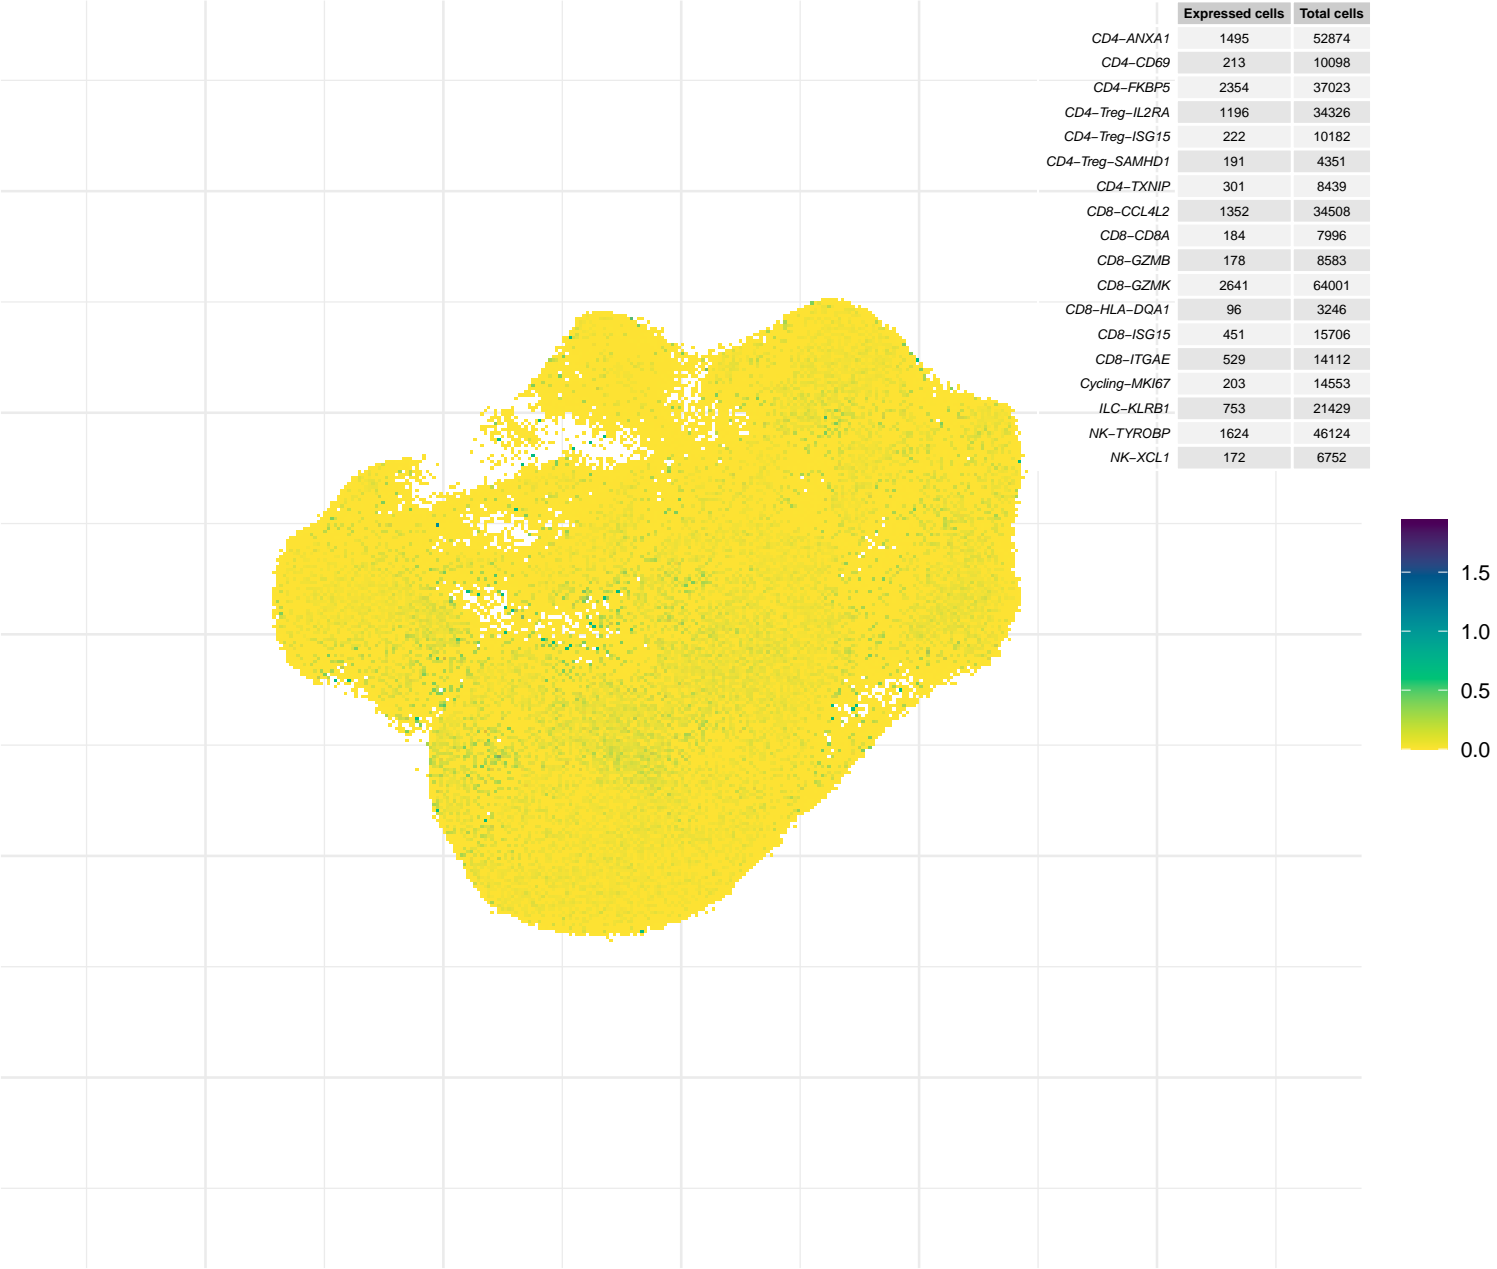 Expressed cells Total cells
CD4−ANXA1 1495 52874
CD4−CD69 213 10098
CD4−FKBP5 2354 37023
CD4−Treg−IL2RA 1196 34326
CD4−Treg−ISG15 222 10182
CD4−Treg−SAMHD1 191 4351
CD4−TXNIP 301 8439
CD8−CCL4L2 1352 34508
CD8−CD8A 184 7996
CD8−GZMB 178 8583
CD8−GZMK 2641 64001
CD8−HLA−DQA1 96 3246
CD8−ISG15 451 15706
CD8−ITGAE 529 14112
Cycling−MKI67 203 14553
ILC−KLRB1 753 21429
NK−TYROBP 1624 46124
NK−XCL1 172 6752
1.5
1.0
0.5
0.0